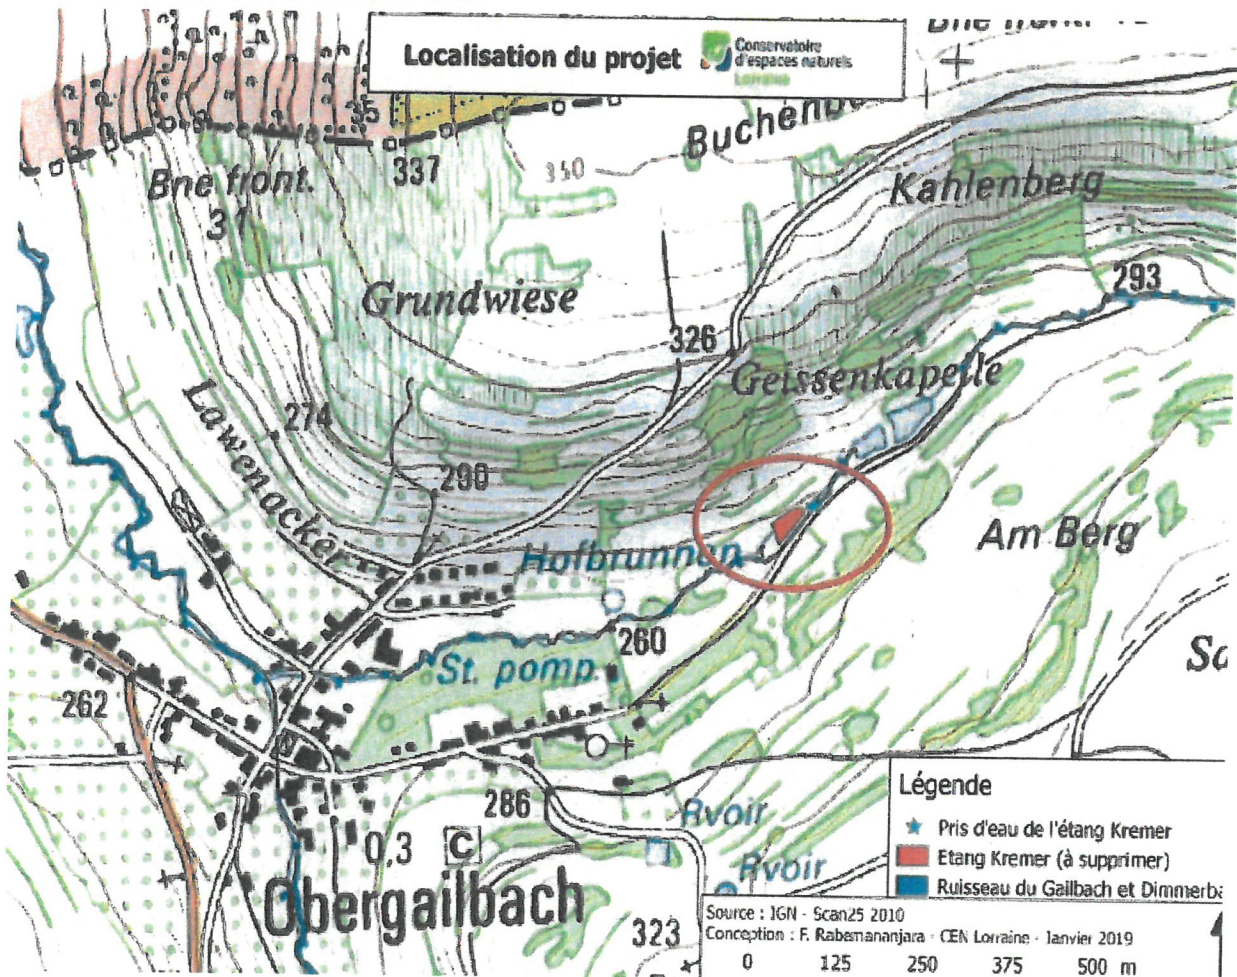 Localisation du projet
Conservatoire
d'espaces naturels
Lorraine
Bne front.
Buchenb
35
337
350
Bne front.
31
Kahlenberg
293
Grundwiese
326
Geissenkapelle
Lawenacker
274
290
Am Berg
Hofbrunnen
260
St. pomp.
262
286
Rvoir
Rvoir
0,3
C
Obergailbach
323
Légende
Pris d'eau de l'étang Kremer
Etang Kremer (à supprimer)
Ruisseau du Gailbach et Dimmerba
Source : IGN - Scan25 2010
Conception : F. Rabemananjara - CEN Lorraine - Janvier 2019
0 125 250 375 500 m